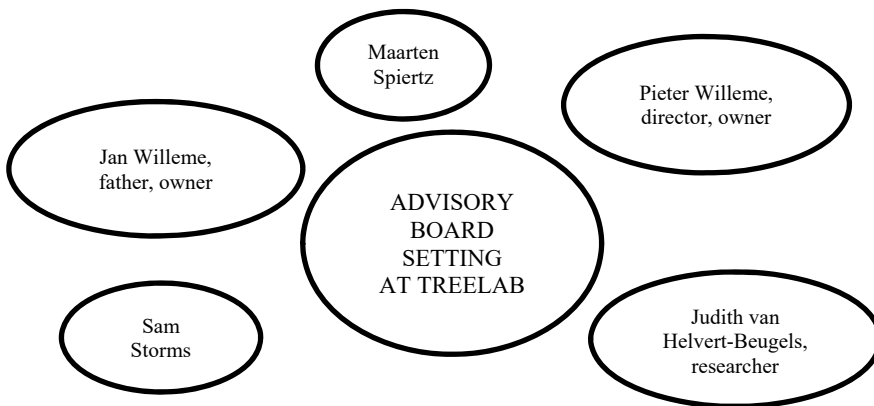 Maarten
Spiertz
Pieter Willeme,
director, owner
Jan Willeme,
father, owner
ADVISORY
BOARD
SETTING
AT TREELAB
Sam
Storms
Judith van
Helvert-Beugels,
researcher